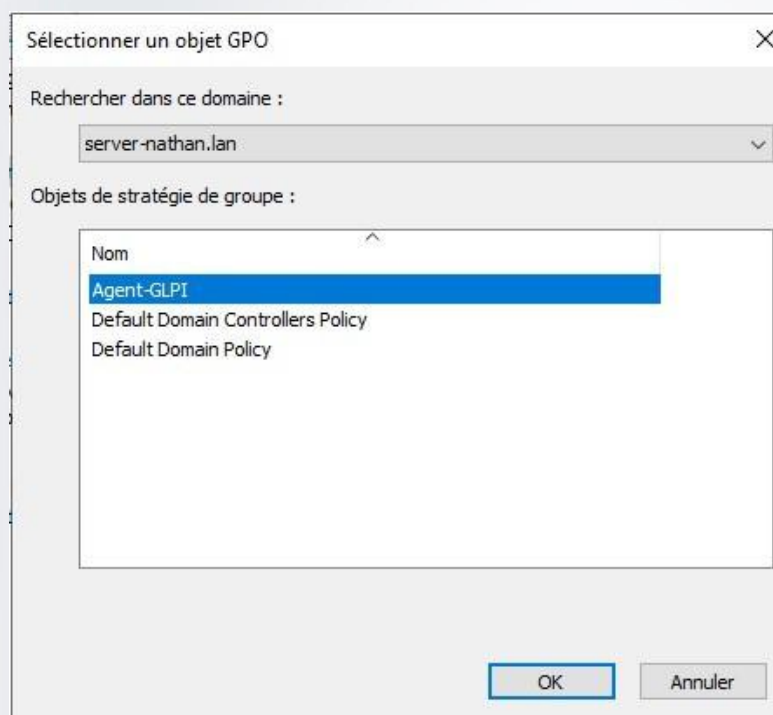 Sélectionner un objet GPO
Rechercher dans ce domaine :
server-nathan.lan
Objets de stratégie de groupe :
Nom
Agent-GLPI
Default Domain Controllers Policy
Default Domain Policy
OK Annuler